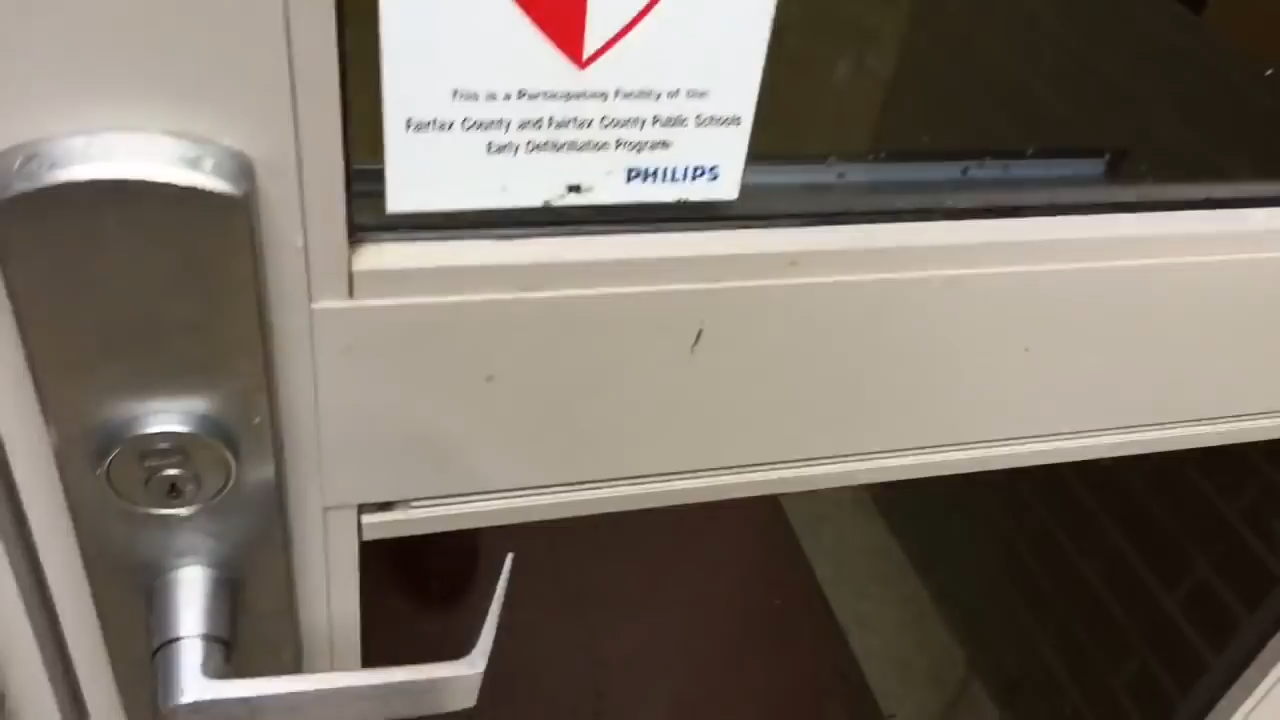 This is a Participating Facility of the
Fairfax County and Fairfax County Public Schools
Early Defibrillation Program
PHILIPS